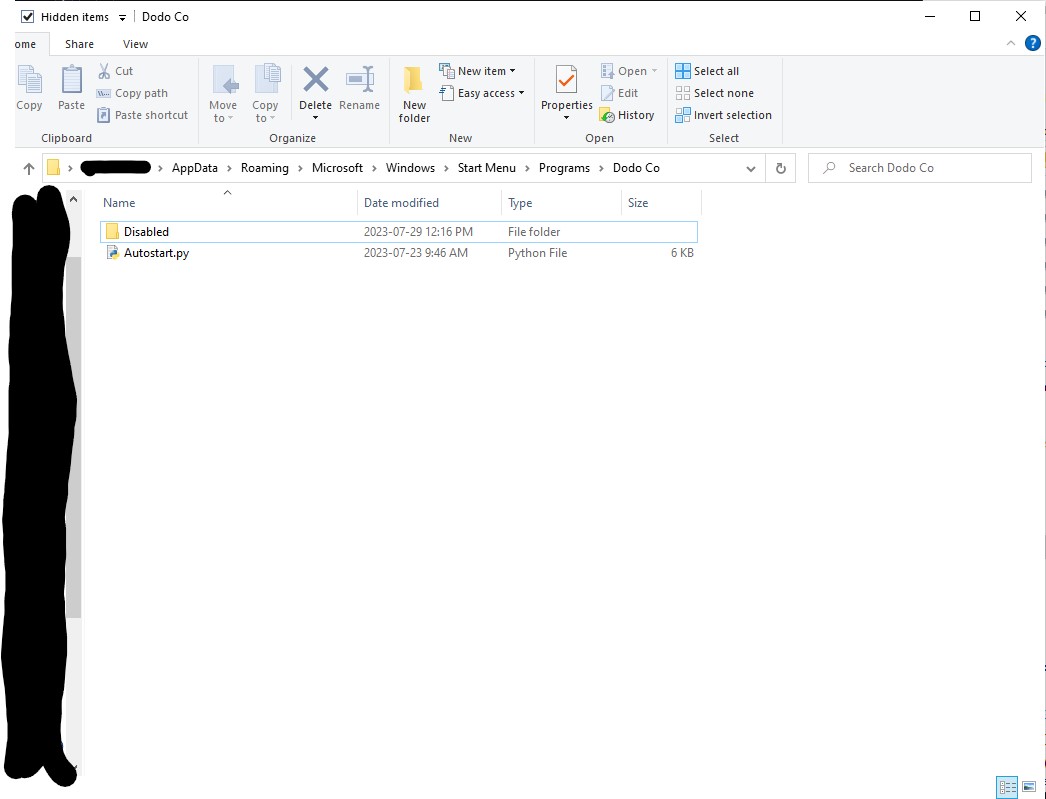 Hidden items Dodo Co
ome Share View
?
Copy
Paste
Cut
Copy path
Paste shortcut
Clipboard
Move to
Copy to
Delete
Rename
Organize
New folder
New item
Easy access
New
Properties
Open
Edit
History
Open
Select all
Select none
Invert selection
Select
AppData Roaming Microsoft Windows Start Menu Programs Dodo Co
Search Dodo Co
Name Date modified Type Size
Disabled 2023-07-29 12:16 PM File folder
Autostart.py 2023-07-23 9:46 AM Python File 6 KB